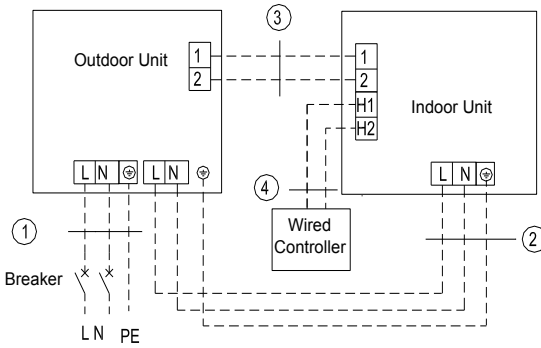 3
Outdoor Unit
1
2
1
2
H1
H2
Indoor Unit
L N
L N
4
L N
1
Wired
Controller
2
Breaker
L N PE